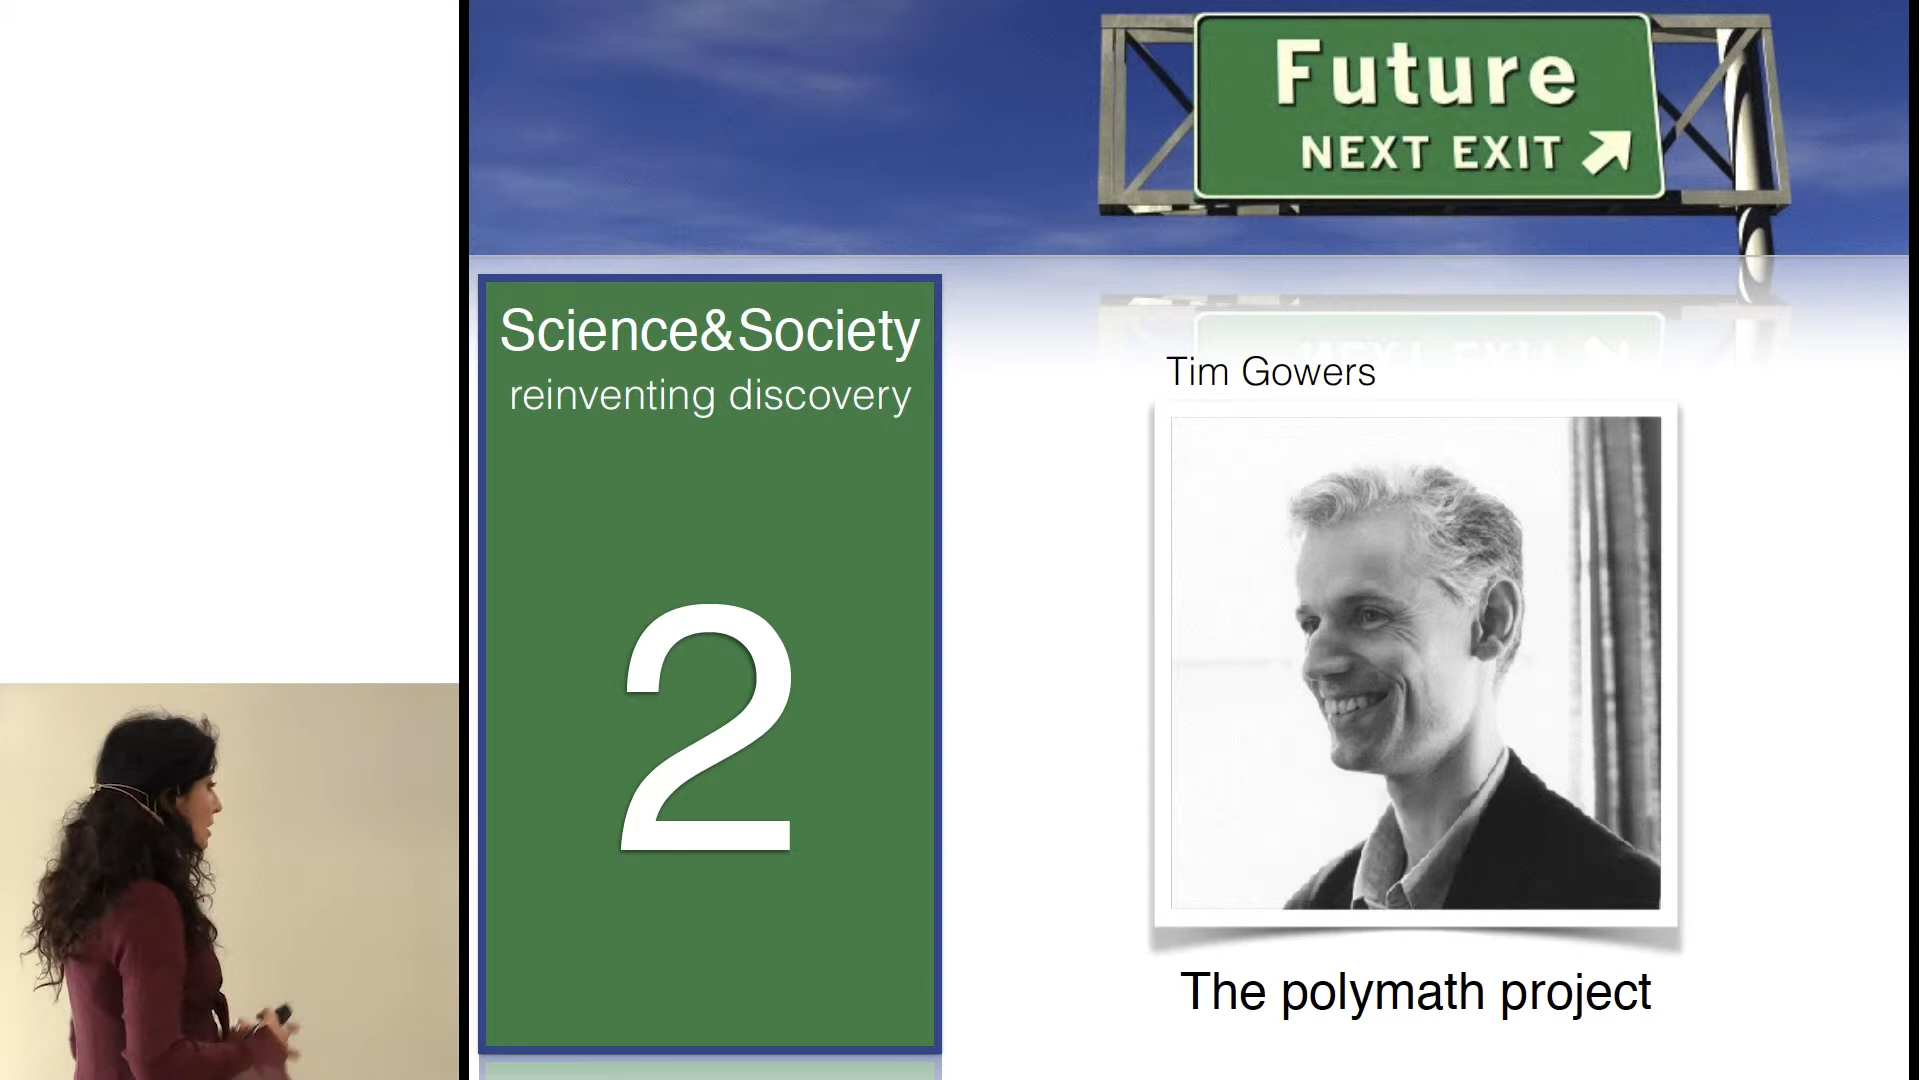 Future
NEXT EXIT
Science&Society
reinventing discovery
2
Tim Gowers
The polymath project